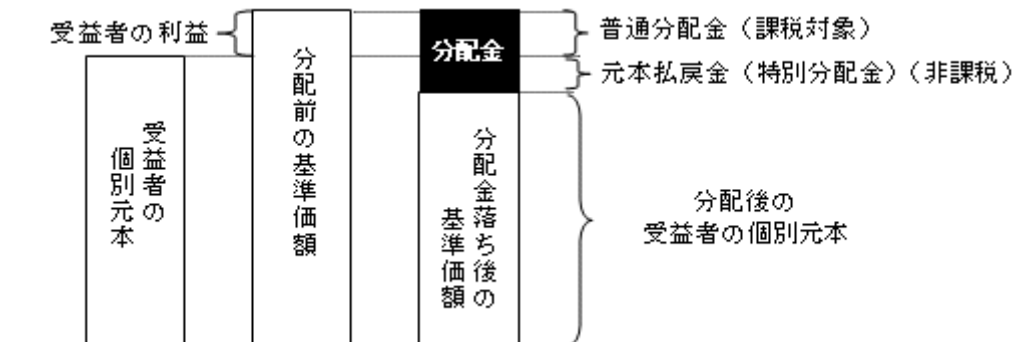 受益者の利益
受益者の
個別元本
分配前の基準価額
分配金
分配金落ち後の
基準価額
普通分配金（課税対象）
元本払戻金（特別分配金）（非課税）
分配後の
受益者の個別元本